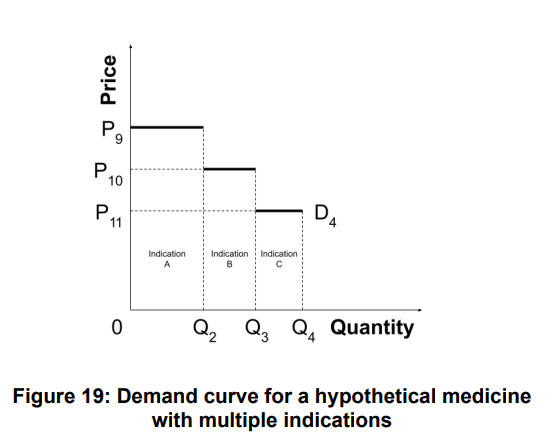 Price
P9
P10
P11
D4
Indication
A
Indication
B
Indication
C
0
Q2
Q3
Q4
Quantity
Figure 19: Demand curve for a hypothetical medicine
with multiple indications